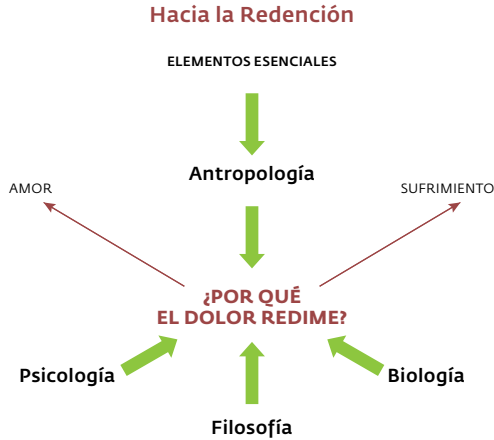 Hacia la Redención
ELEMENTOS ESENCIALES
Antropología
AMOR
SUFRIMIENTO
¿POR QUÉ
EL DOLOR REDIME?
Psicología
Biología
Filosofía